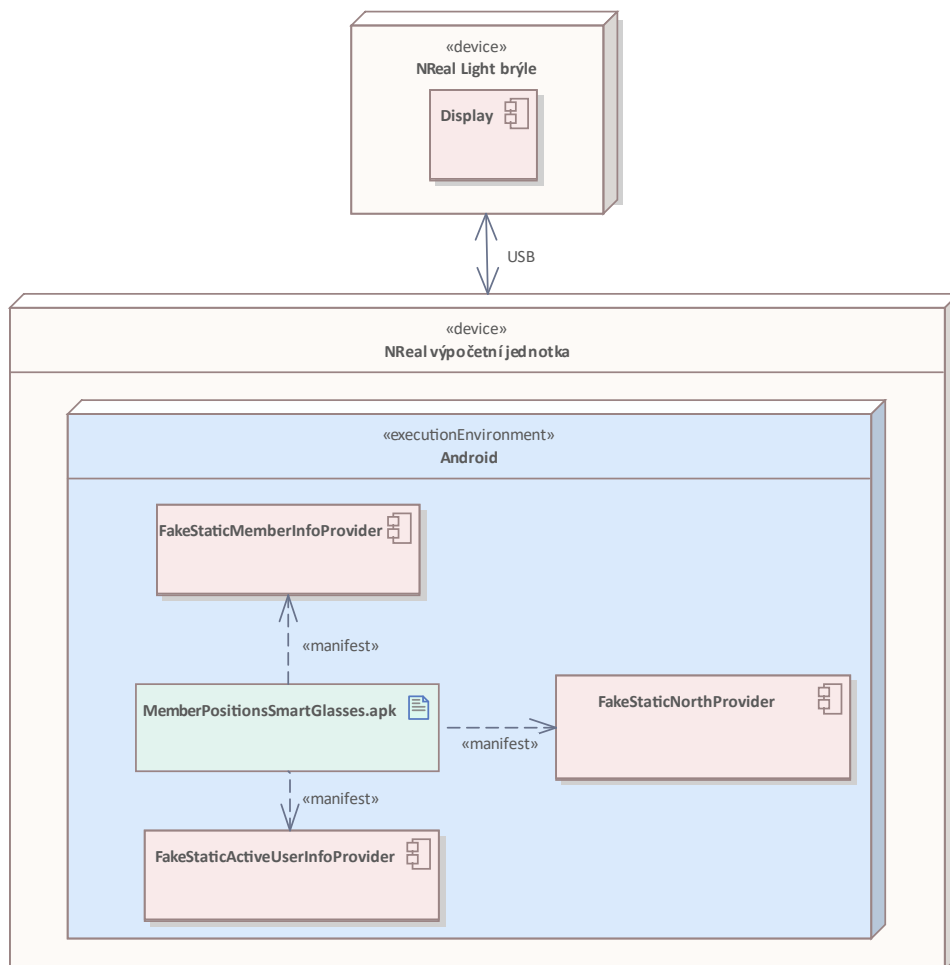 «device»
NReal Light brýle
Display
USB
«device»
NReal výpočetní jednotka
«executionEnvironment»
Android
FakeStaticMemberInfoProvider
«manifest»
MemberPositionsSmartGlasses.apk
FakeStaticNorthProvider
«manifest»
«manifest»
FakeStaticActiveUserInfoProvider